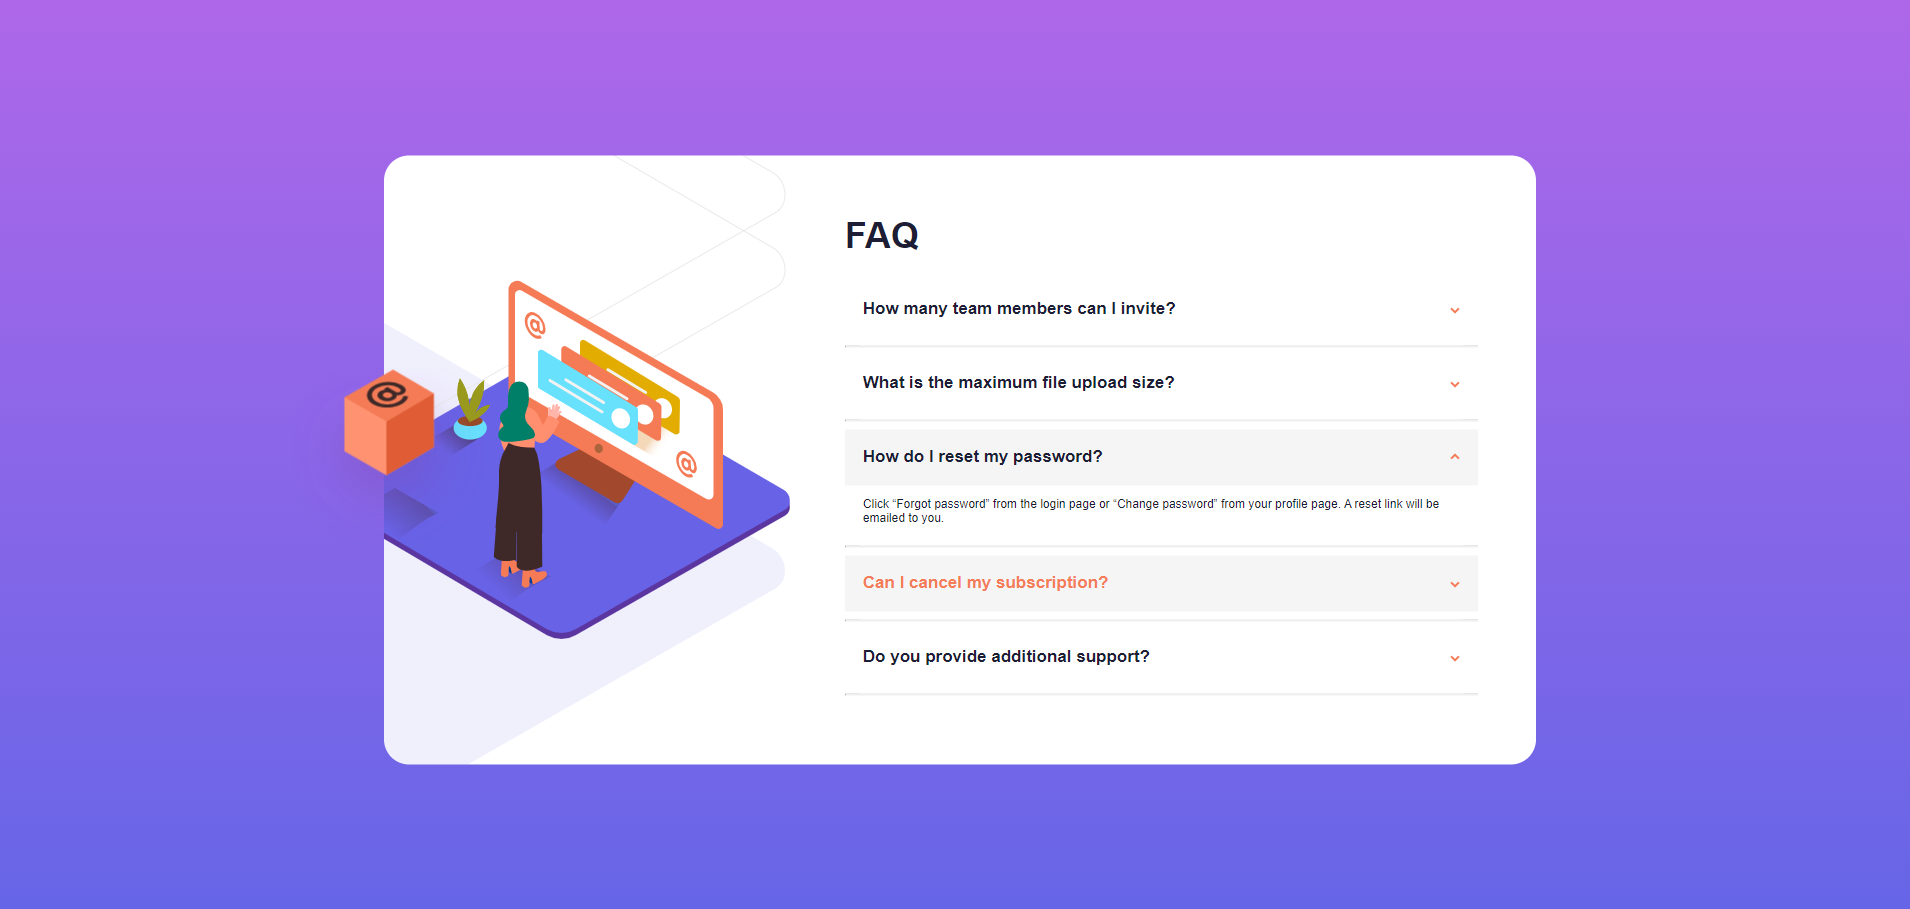 FAQ
How many team members can I invite?
What is the maximum file upload size?
How do I reset my password?
Click “Forgot password” from the login page or “Change password” from your profile page. A reset link will be
emailed to you.
Can I cancel my subscription?
Do you provide additional support?
@
@
@